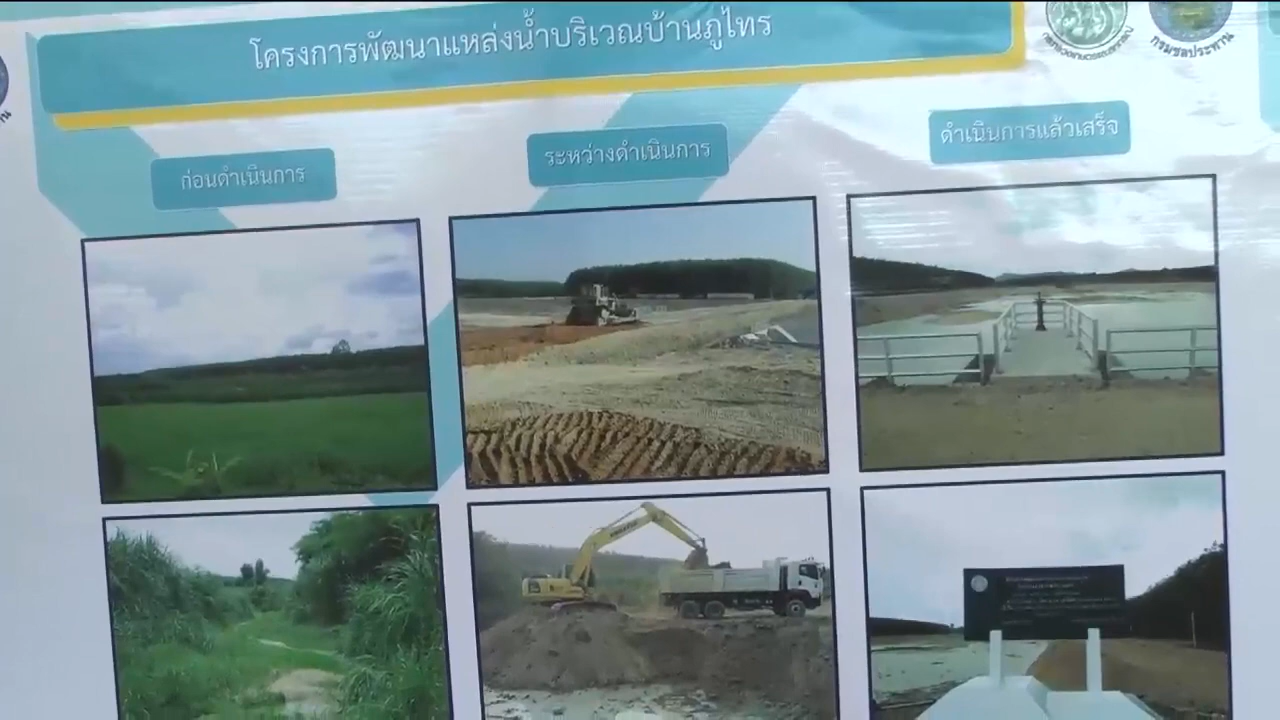 โครงการพัฒนาแหล่งน้ำบริเวณบ้านภูไทร
กรมชลประทาน
ก่อนดำเนินการ
ระหว่างดำเนินการ
ดำเนินการแล้วเสร็จ